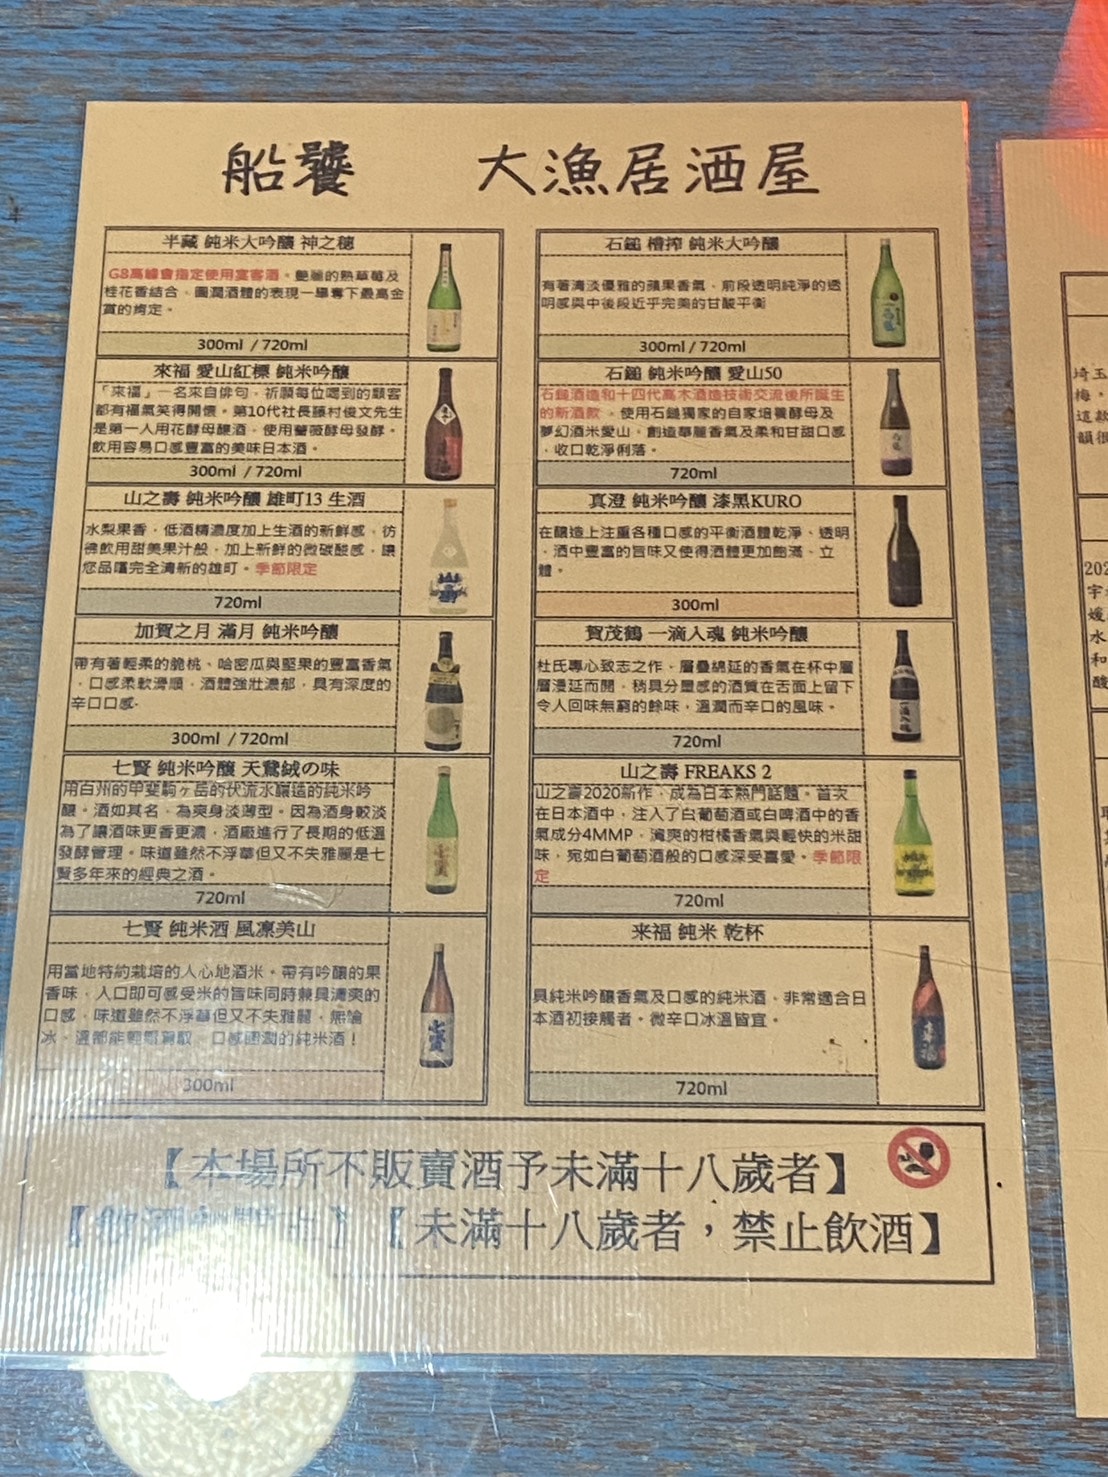 船饕 大漁居酒屋
半藏 純米大吟釀 神之穗
G8高峰會指定使用宴客酒。艷麗的熟草莓及
桂花香結合、圓潤酒體的表現一舉奪下最高金
賞的肯定。
300ml / 720ml
來福 愛山紅標 純米吟釀
「來福」一名來自俳句，祈願每位喝到的顧客
都有福氣笑得開懷。第10代社長藤村俊文先生
是第一人用花酵母釀酒，使用薔薇酵母發酵。
飲用容易口感豐富的美味日本酒。
300ml / 720ml
山之壽 純米吟釀 雄町13 生酒
水梨果香，低酒精濃度加上生酒的新鮮感，彷
彿飲用甜美果汁般，加上新鮮的微碳酸感，讓
您品嚐完全清新的雄町。季節限定
720ml
加賀之月 滿月 純米吟釀
帶有著輕柔的脆桃、哈密瓜與堅果的豐富香氣
，口感柔軟滑順，酒體強壯濃郁，具有深度的
辛口口感。
300ml / 720ml
七賢 純米吟釀 天鵞絨の味
用白州的甲斐駒ヶ岳的伏流水釀造的純米吟
釀。酒如其名，為爽身淡薄型。因為酒身較淡
為了讓酒味更香更濃，酒廠進行了長期的低溫
發酵管理。味道雖然不浮華但又不失雅麗是七
賢多年來的經典之酒。
720ml
七賢 純米酒 風凛美山
用當地特約栽培的人心地酒米。帶有吟釀的果
香味，入口即可感受米的旨味同時兼具清爽的
口感，味道雖然不浮華但又不失雅麗，無論
冰、溫都能輕鬆駕馭，口感圓潤的純米酒！
300ml
石鎚 槽搾 純米大吟釀
有著清淡優雅的蘋果香氣，前段透明純淨的透
明感與中後段近乎完美的甘酸平衡
300ml / 720ml
石鎚 純米吟釀 愛山50
石鎚酒造和十四代高木酒造技術交流後所誕生
的新酒款。使用石鎚獨家的自家培養酵母及
夢幻酒米愛山，創造華麗香氣及柔和甘甜口感
，收口乾淨俐落。
720ml
真澄 純米吟釀 漆黑KURO
在釀造上注重各種口感的平衡酒體乾淨、透明
，酒中豐富的旨味又使得酒體更加飽滿、立
體。
300ml
賀茂鶴 一滴入魂 純米吟釀
杜氏專心致志之作，層疊綿延的香氣在杯中層
層漫延而開，稍具分量感的酒質在舌面上留下
令人回味無窮的餘味，溫潤而辛口的風味。
720ml
山之壽 FREAKS 2
山之壽2020新作，成為日本熱門話題。首次
在日本酒中，注入了白葡萄酒或白啤酒中的香
氣成分4MMP，清爽的柑橘香氣與輕快的米甜
味，宛如白葡萄酒般的口感深受喜愛。季節限
定
720ml
来福 純米 乾杯
具純米吟釀香氣及口感的純米酒，非常適合日
本酒初接觸者。微辛口冰溫皆宜。
720ml
【本場所不販賣酒予未滿十八歲者】
【未滿十八歲者，禁止飲酒】
埼玉
梅，
這款
202
水
和
酸